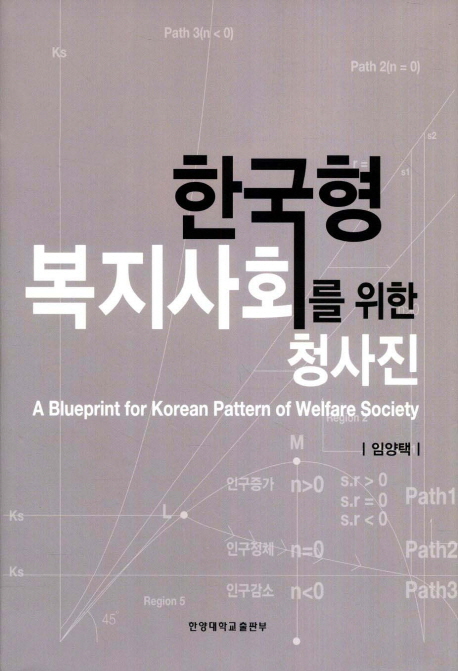 Path 3(n < 0)
Ks
Path 2(n = 0)
s2
r =
s1
한국형
복지사회를 위한
청사진
A Blueprint for Korean Pattern of Welfare Society
Region 2
| 임양택 |
M
인구증가 n>0 s.r > 0 Path1
s.r = 0
s.r < 0
L
Ks
인구정체 n=0 Path2
Ks
인구감소 n<0 Path3
Region 5
45°
한양대학교출판부